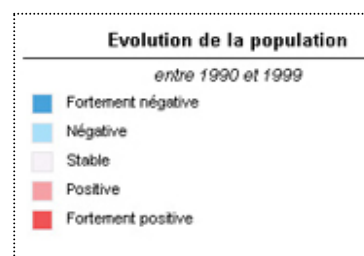 Evolution de la population
entre 1990 et 1999
Fortement négative
Négative
Stable
Positive
Fortement positive